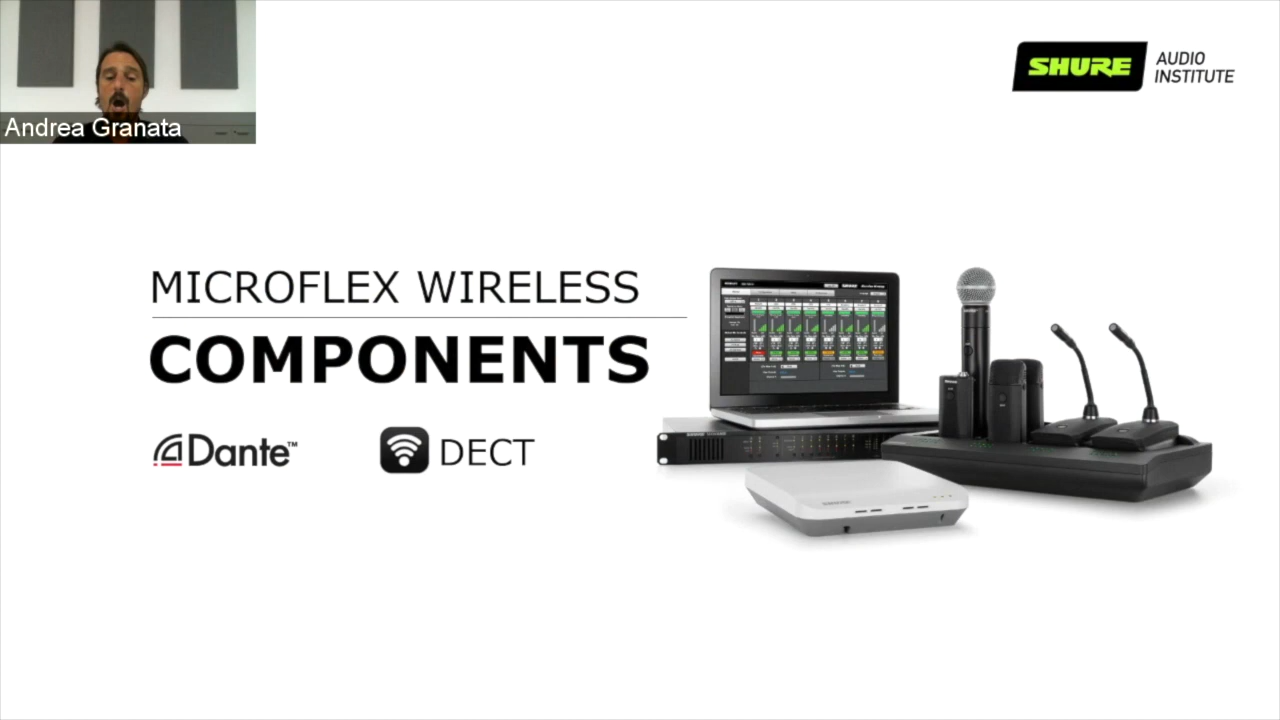 Andrea Granata
SHURE
AUDIO
INSTITUTE
MICROFLEX WIRELESS
COMPONENTS
Dante™
DECT